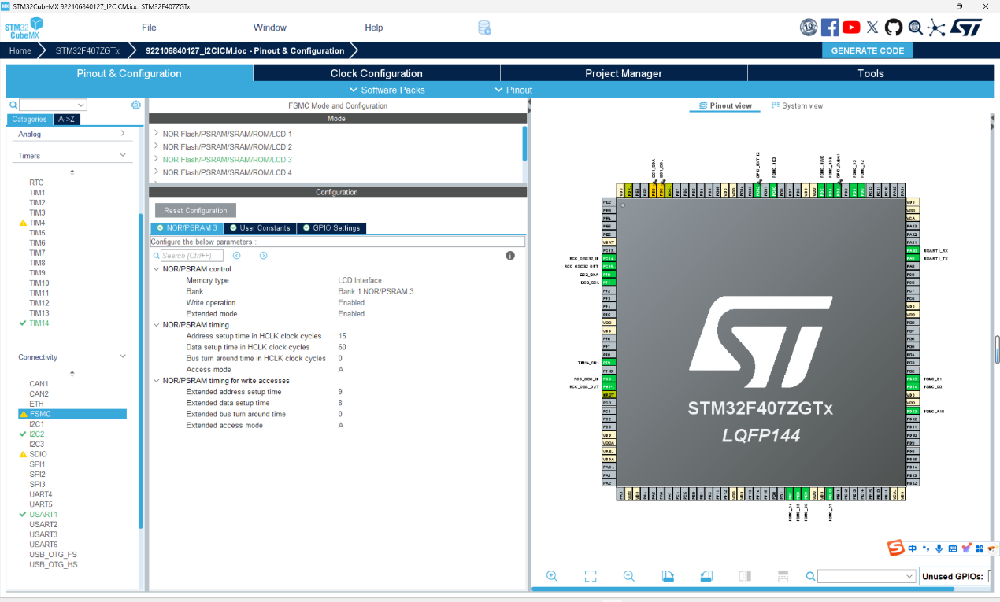 STM32CubeMX 922106840127_I2CICM.ioc: STM32F407ZGTx
STM32
CubeMX
File
Window
Help
10
Home
STM32F407ZGTx
922106840127_I2CICM.ioc - Pinout & Configuration
GENERATE CODE
Pinout & Configuration
Clock Configuration
Project Manager
Tools
Software Packs
Pinout
Categories
A->Z
Analog
Timers
RTC
TIM1
TIM2
TIM3
TIM4
TIM5
TIM6
TIM7
TIM8
TIM9
TIM10
TIM11
TIM12
TIM13
TIM14
Connectivity
CAN1
CAN2
ETH
FSMC
I2C1
I2C2
I2C3
SDIO
SPI1
SPI2
SPI3
UART4
UART5
USART1
USART2
USART3
USART6
USB_OTG_FS
USB_OTG_HS
FSMC Mode and Configuration
Mode
NOR Flash/PSRAM/SRAM/ROM/LCD 1
NOR Flash/PSRAM/SRAM/ROM/LCD 2
NOR Flash/PSRAM/SRAM/ROM/LCD 3
NOR Flash/PSRAM/SRAM/ROM/LCD 4
Configuration
Reset Configuration
NOR/PSRAM 3
User Constants
GPIO Settings
Configure the below parameters :
Search (Ctrl+F)
NOR/PSRAM control
Memory type LCD Interface
Bank Bank 1 NOR/PSRAM 3
Write operation Enabled
Extended mode Enabled
NOR/PSRAM timing
Address setup time in HCLK clock cycles 15
Data setup time in HCLK clock cycles 60
Bus turn around time in HCLK clock cycles 0
Access mode A
NOR/PSRAM timing for write accesses
Extended address setup time 9
Extended data setup time 8
Extended bus turn around time 0
Extended access mode A
Pinout view
System view
RCC_OSC32_IN
RCC_OSC32_OUT
I2C2_SDA
I2C2_SCL
RCC_OSC_IN
RCC_OSC_OUT
USART1_RX
USART1_TX
FSMC_D1
FSMC_D0
FSMC_A18
STM32F407ZGTx
LQFP144
中
Unused GPIOs: